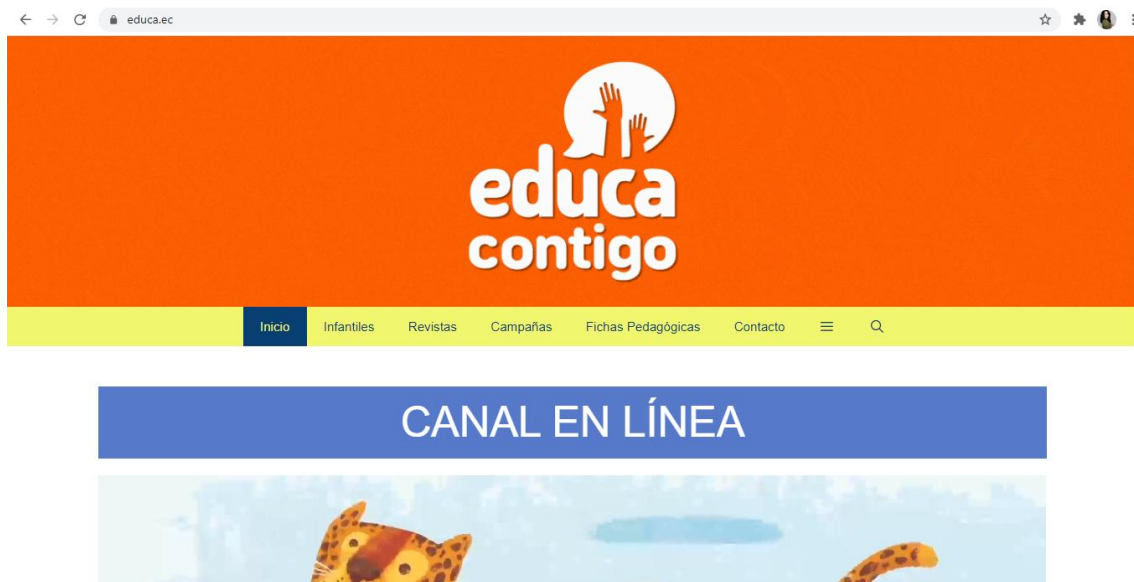 educa.ec
educa
contigo
Inicio Infantiles Revistas Campañas Fichas Pedagógicas Contacto
CANAL EN LÍNEA